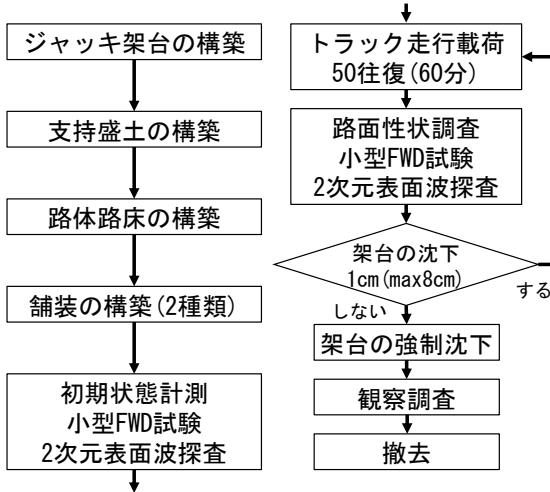 ジャッキ架台の構築
支持盛土の構築
路体路床の構築
舗装の構築(2種類)
初期状態計測
小型FWD試験
2次元表面波探査
トラック走行載荷
50往復(60分)
路面性状調査
小型FWD試験
2次元表面波探査
架台の沈下
1cm(max8cm)
する
しない
架台の強制沈下
観察調査
撤去